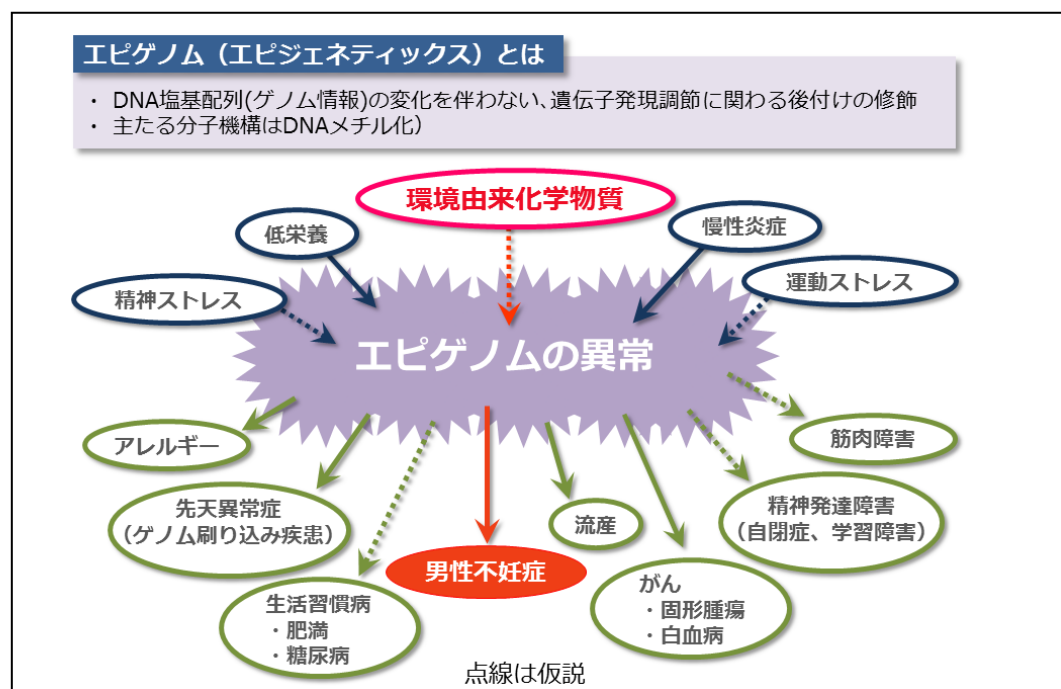 エピゲノム（エピジェネティックス）とは
・ DNA塩基配列(ゲノム情報)の変化を伴わない、遺伝子発現調節に関わる後付けの修飾
・ 主たる分子機構はDNAメチル化）
環境由来化学物質
低栄養
慢性炎症
精神ストレス
運動ストレス
エピゲノムの異常
アレルギー
筋肉障害
先天異常症
（ゲノム刷り込み疾患）
流産
精神発達障害
（自閉症、学習障害）
男性不妊症
生活習慣病
・肥満
・糖尿病
がん
・固形腫瘍
・白血病
点線は仮説